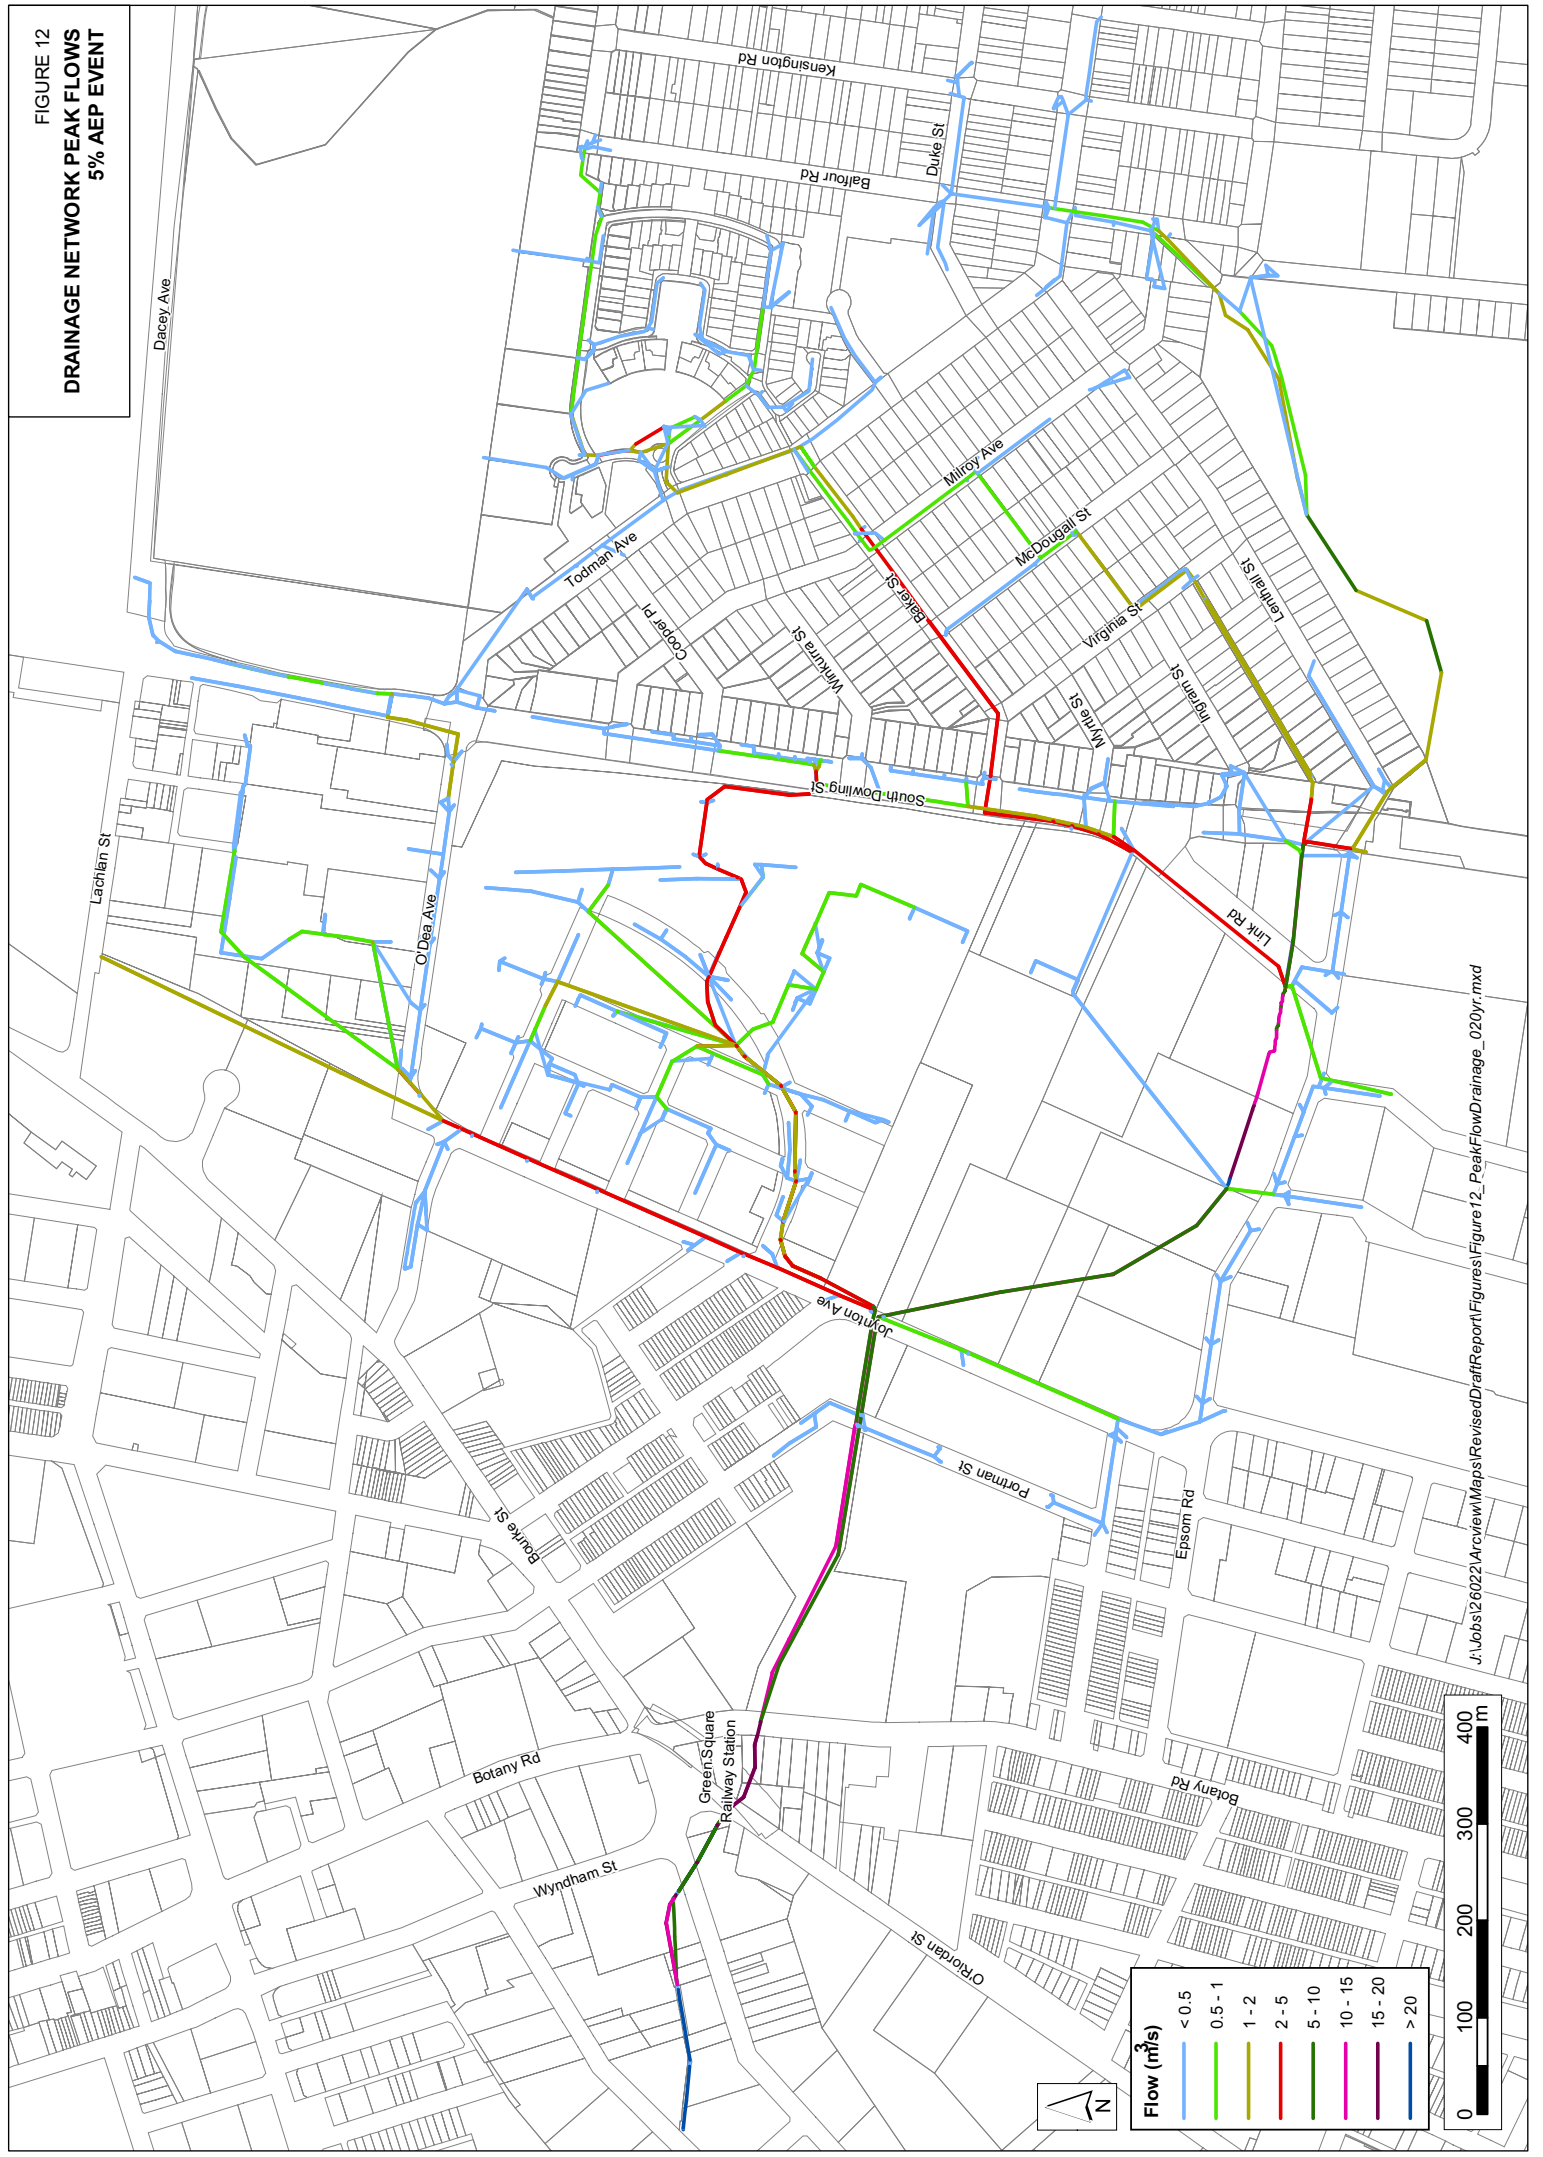 FIGURE 12
DRAINAGE NETWORK PEAK FLOWS
5% AEP EVENT
Dacey Ave
Kensington Rd
Balfour Rd
Duke St
Lachlan St
O'Dea Ave
Todman Ave
Cooper Pl
Winkurra St
Baker St
Milroy Ave
McDougall St
Virginia St
Lenthall St
Ingram St
Myrtle St
South Dowling St
Link Rd
Joynton Ave
Portman St
Epsom Rd
Bourke St
Botany Rd
Green Square
Railway Station
Wyndham St
O'Riordan St
Botany Rd
J:\Jobs\26022\Arcview\Maps\RevisedDraftReport\Figures\Figure12_PeakFlowDrainage_020yr.mxd
N
Flow (m³/s)
< 0.5
0.5 - 1
1 - 2
2 - 5
5 - 10
10 - 15
15 - 20
> 20
0 100 200 300 400
m